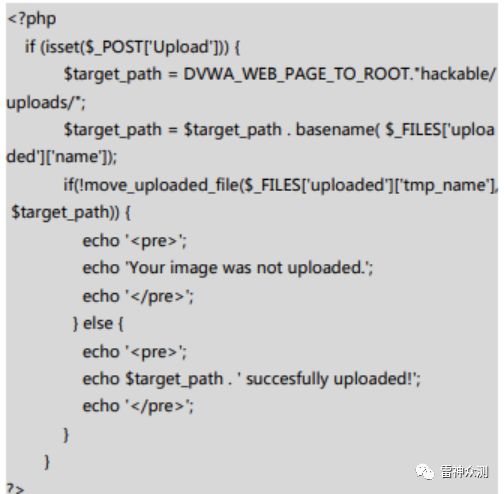 <?php
if (isset($_POST['Upload'])) {
$target_path = DVWA_WEB_PAGE_TO_ROOT."hackable/
uploads/";
$target_path = $target_path . basename( $_FILES['uploa
ded']['name']);
if(!move_uploaded_file($_FILES['uploaded']['tmp_name'],
$target_path)) {
echo '<pre>';
echo 'Your image was not uploaded.';
echo '</pre>';
} else {
echo '<pre>';
echo $target_path . ' succesfully uploaded!';
echo '</pre>';
}
}
?>
雷神众测